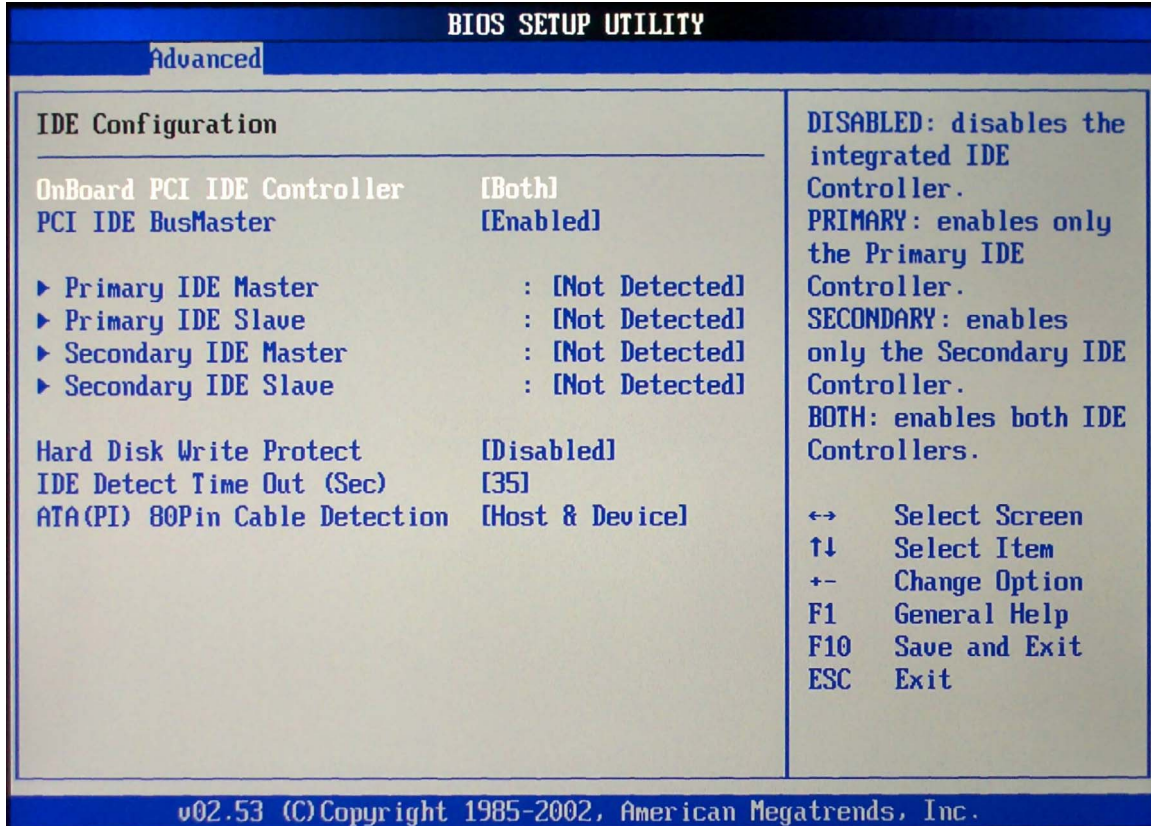 BIOS SETUP UTILITY
Advanced
IDE Configuration
OnBoard PCI IDE Controller [Both]
PCI IDE BusMaster [Enabled]
▶ Primary IDE Master : [Not Detected]
▶ Primary IDE Slave : [Not Detected]
▶ Secondary IDE Master : [Not Detected]
▶ Secondary IDE Slave : [Not Detected]
Hard Disk Write Protect [Disabled]
IDE Detect Time Out (Sec) [35]
ATA(PI) 80Pin Cable Detection [Host & Device]
DISABLED: disables the
integrated IDE
Controller.
PRIMARY: enables only
the Primary IDE
Controller.
SECONDARY: enables
only the Secondary IDE
Controller.
BOTH: enables both IDE
Controllers.
↔ Select Screen
↑↓ Select Item
+- Change Option
F1 General Help
F10 Save and Exit
ESC Exit
v02.53 (C)Copyright 1985-2002, American Megatrends, Inc.